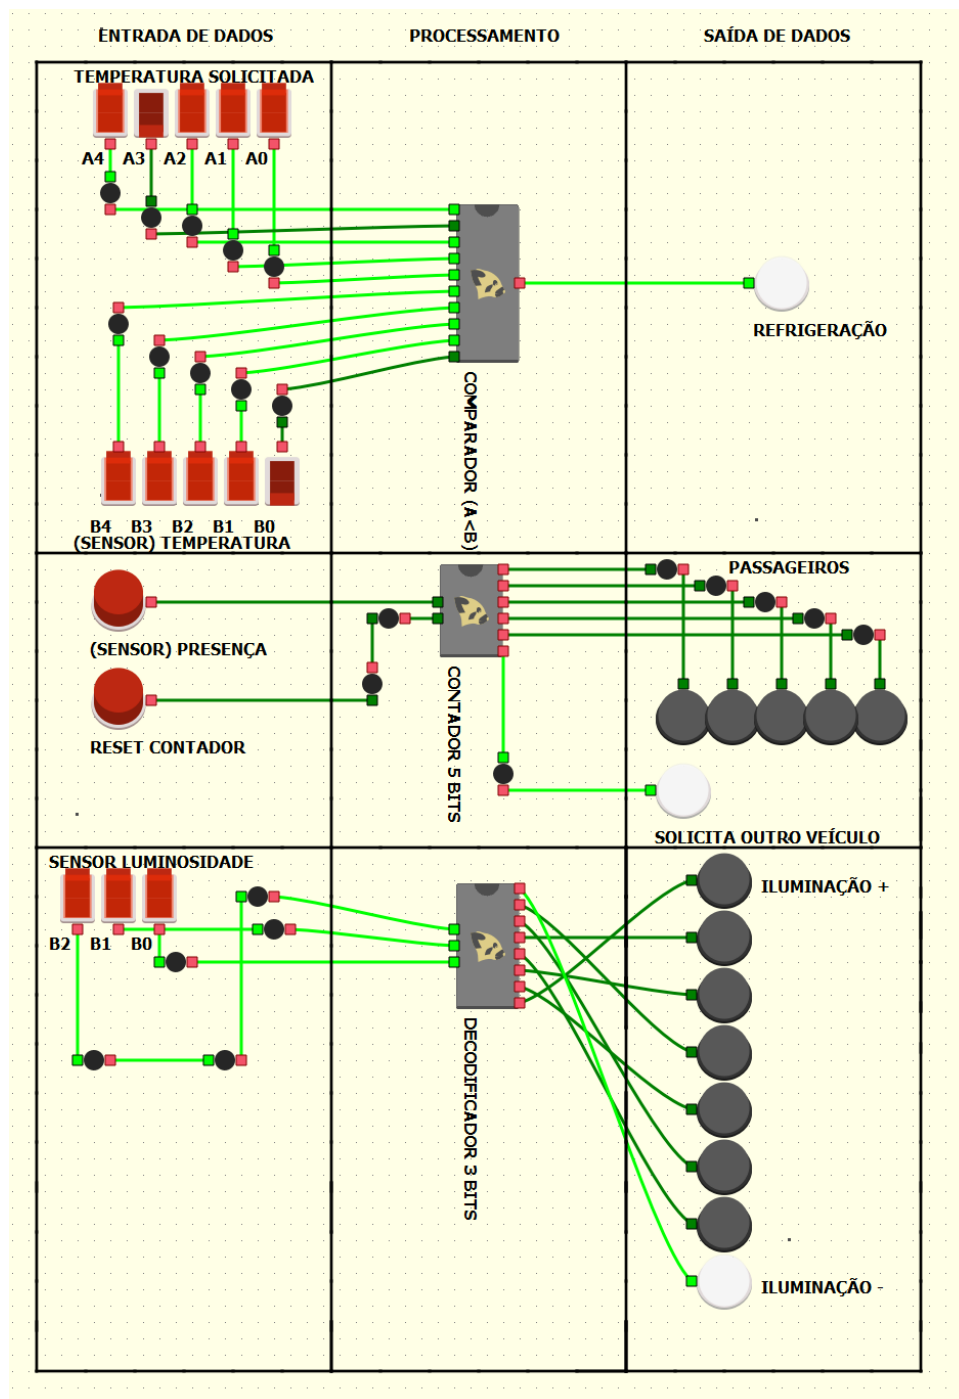 ENTRADA DE DADOS
PROCESSAMENTO
SAÍDA DE DADOS
TEMPERATURA SOLICITADA
A4 A3 A2 A1 A0
REFRIGERAÇÃO
COMPARADOR (A<B)
B4 B3 B2 B1 B0
(SENSOR) TEMPERATURA
PASSAGEIROS
(SENSOR) PRESENÇA
RESET CONTADOR
CONTADOR 5 BITS
SOLICITA OUTRO VEÍCULO
SENSOR LUMINOSIDADE
B2 B1 B0
ILUMINAÇÃO +
DECODIFICADOR 3 BITS
ILUMINAÇÃO -